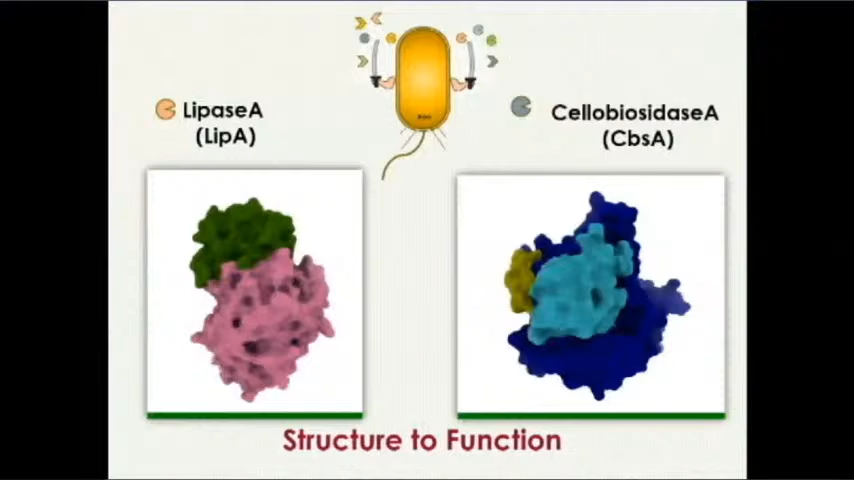 LipaseA
(LipA)
CellobiosidaseA
(CbsA)
Structure to Function